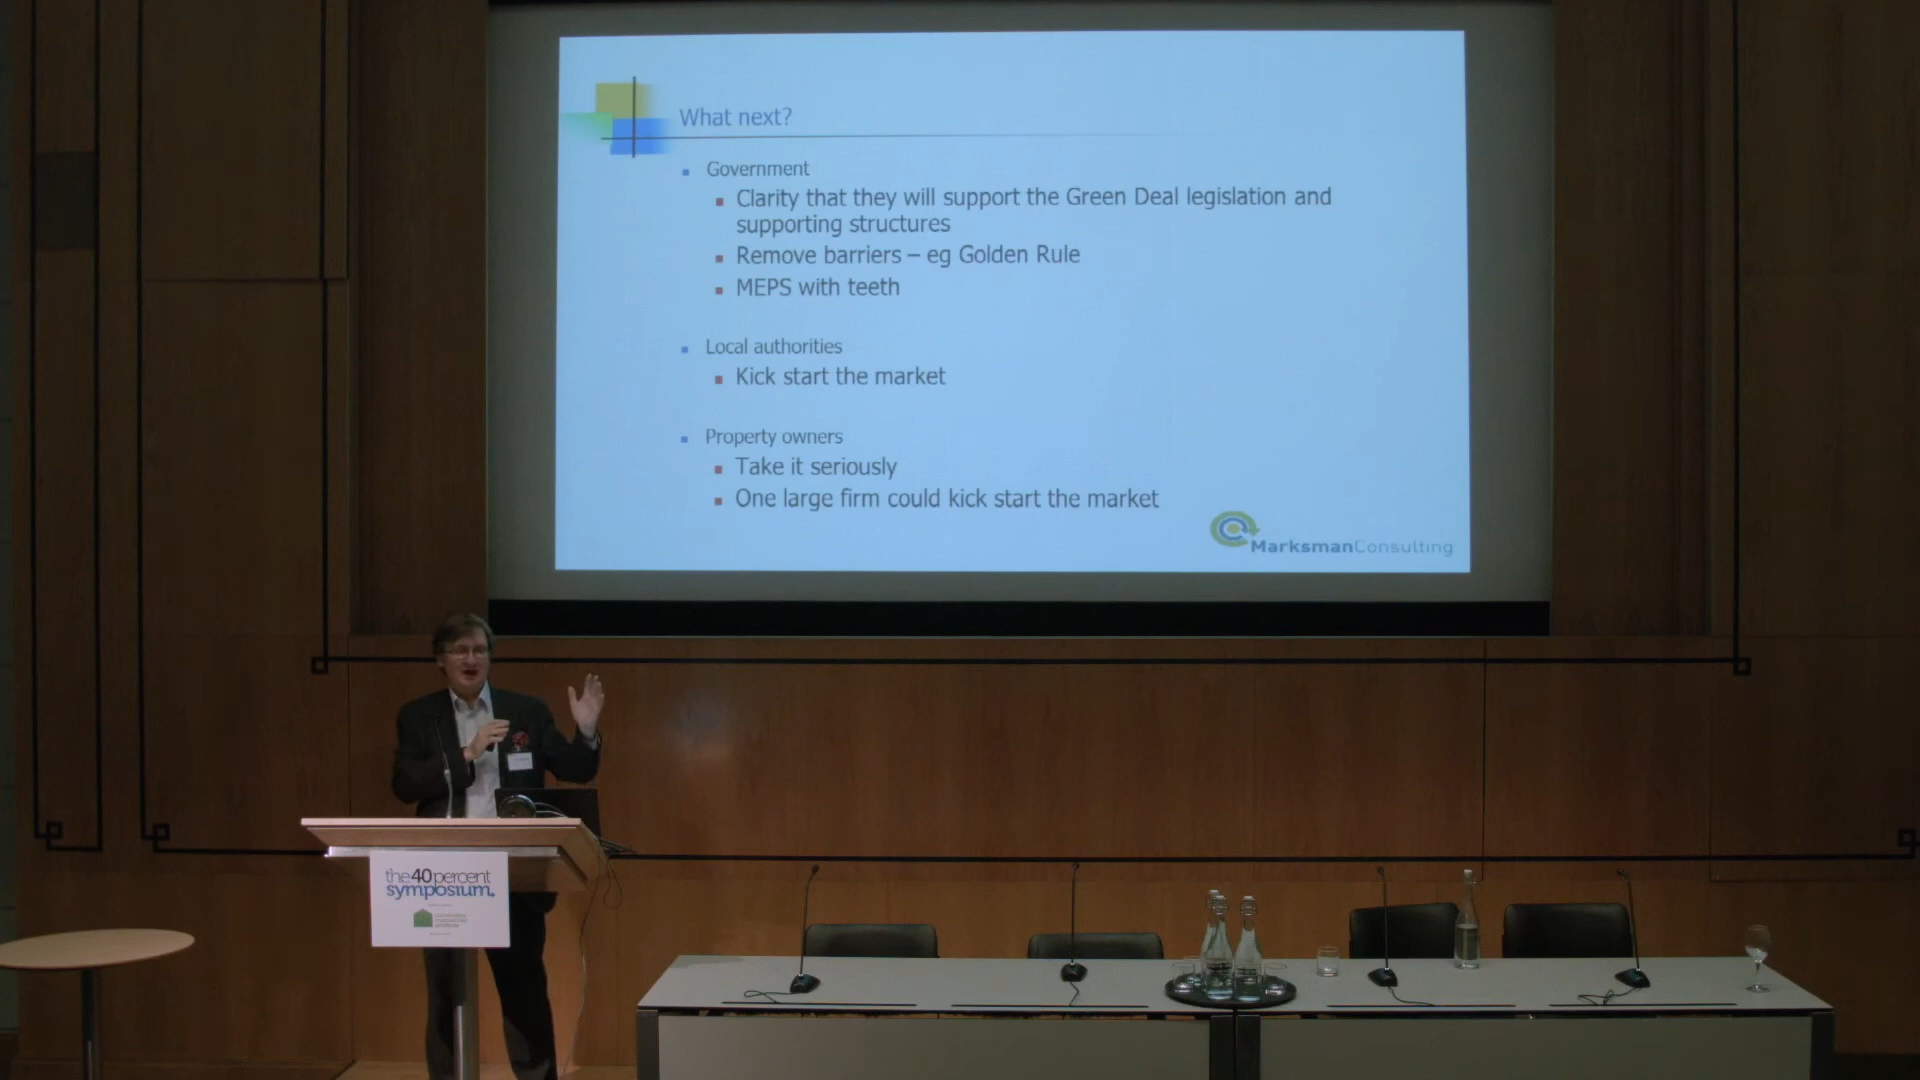 What next?
Government
Clarity that they will support the Green Deal legislation and
supporting structures
Remove barriers – eg Golden Rule
MEPS with teeth
Local authorities
Kick start the market
Property owners
Take it seriously
One large firm could kick start the market
MarksmanConsulting
the40percent
symposium